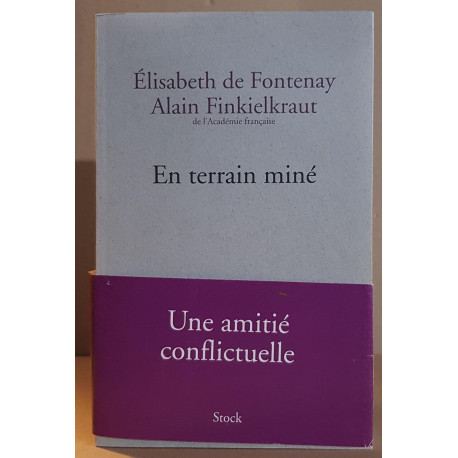 Élisabeth de Fontenay
Alain Finkielkraut
de l'Académie française
En terrain miné
Une amitié
conflictuelle
Stock